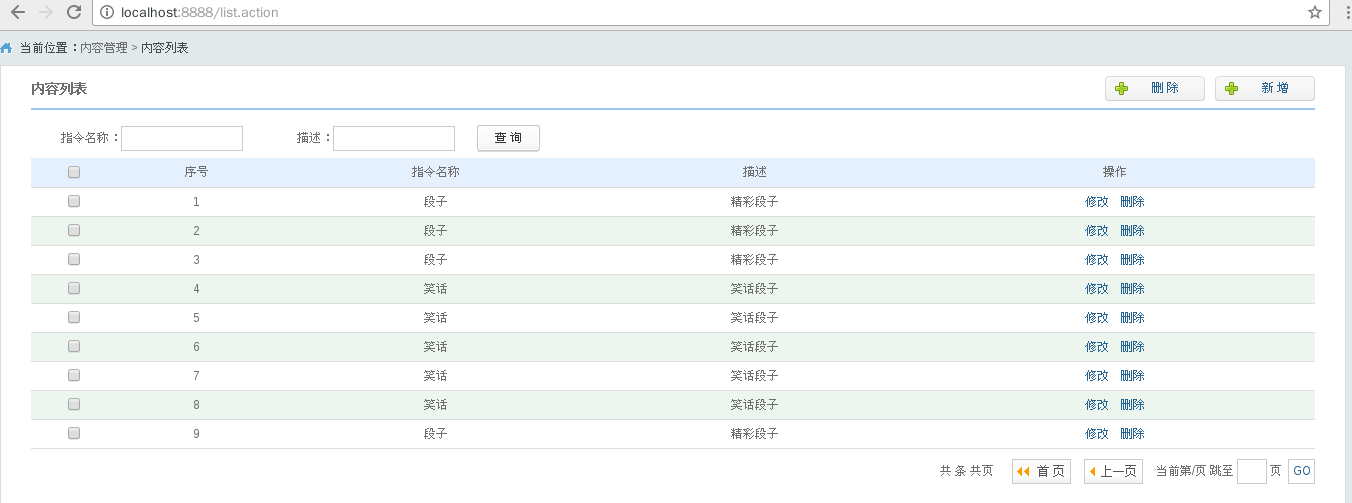 localhost:8888/list.action
当前位置：内容管理 > 内容列表
内容列表 删除 新增
指令名称： 描述： 查询
序号 指令名称 描述 操作
1 段子 精彩段子 修改 删除
2 段子 精彩段子 修改 删除
3 段子 精彩段子 修改 删除
4 笑话 笑话段子 修改 删除
5 笑话 笑话段子 修改 删除
6 笑话 笑话段子 修改 删除
7 笑话 笑话段子 修改 删除
8 笑话 笑话段子 修改 删除
9 段子 精彩段子 修改 删除
共 条 共页 首页 上一页 当前第/页 跳至 页 GO